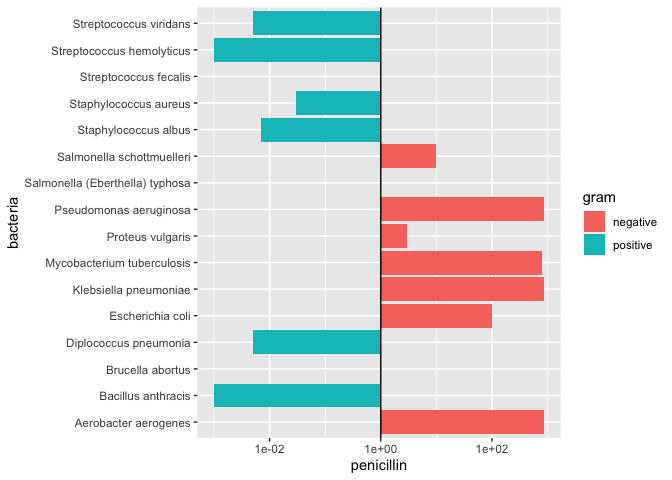 Streptococcus viridans
Streptococcus hemolyticus
Streptococcus fecalis
Staphylococcus aureus
Staphylococcus albus
Salmonella schottmuelleri
Salmonella (Eberthella) typhosa
Pseudomonas aeruginosa
Proteus vulgaris
Mycobacterium tuberculosis
Klebsiella pneumoniae
Escherichia coli
Diplococcus pneumonia
Brucella abortus
Bacillus anthracis
Aerobacter aerogenes
bacteria
1e-02 1e+00 1e+02
penicillin
gram
negative
positive